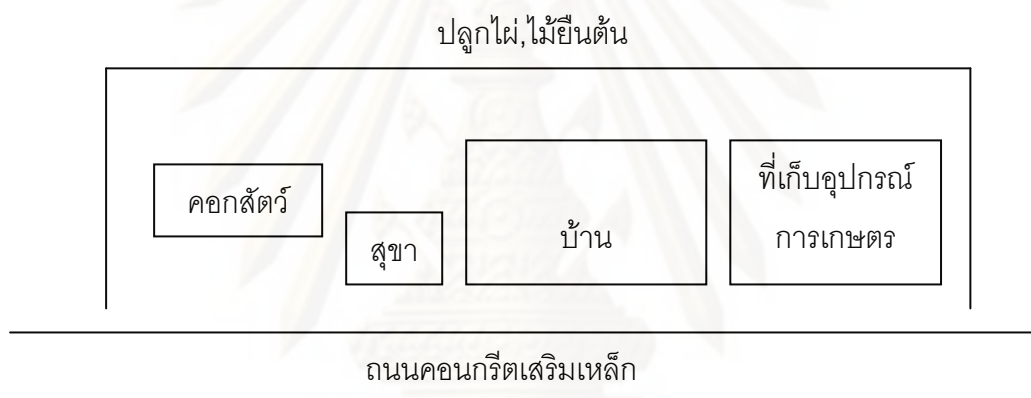 ปลูกไผ่,ไม้ยืนต้น
คอกสัตว์
สุขา
บ้าน
ที่เก็บอุปกรณ์
การเกษตร
ถนนคอนกรีตเสริมเหล็ก